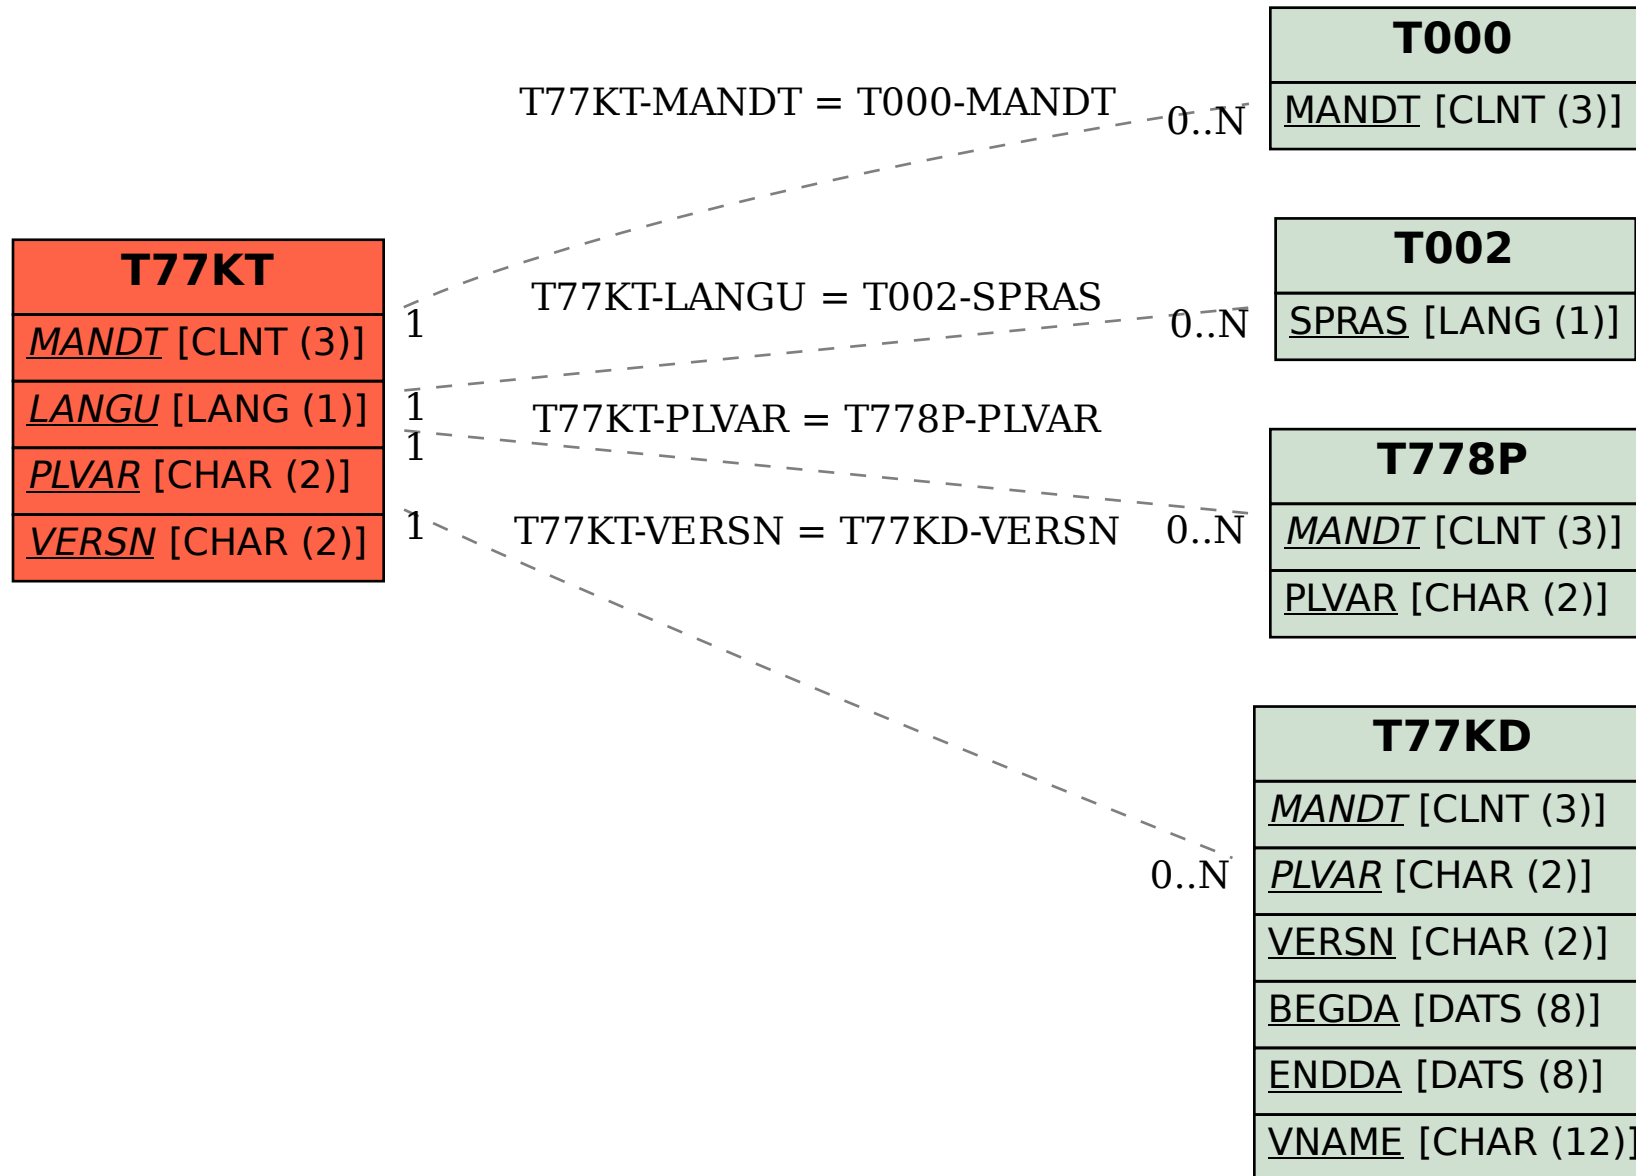 T77KT
MANDT [CLNT (3)]
LANGU [LANG (1)]
PLVAR [CHAR (2)]
VERSN [CHAR (2)]
T77KT-MANDT = T000-MANDT
0..N
1
T77KT-LANGU = T002-SPRAS
0..N
1
T77KT-PLVAR = T778P-PLVAR
0..N
1
T77KT-VERSN = T77KD-VERSN
0..N
1
T000
MANDT [CLNT (3)]
T002
SPRAS [LANG (1)]
T778P
MANDT [CLNT (3)]
PLVAR [CHAR (2)]
T77KD
MANDT [CLNT (3)]
PLVAR [CHAR (2)]
VERSN [CHAR (2)]
BEGDA [DATS (8)]
ENDDA [DATS (8)]
VNAME [CHAR (12)]